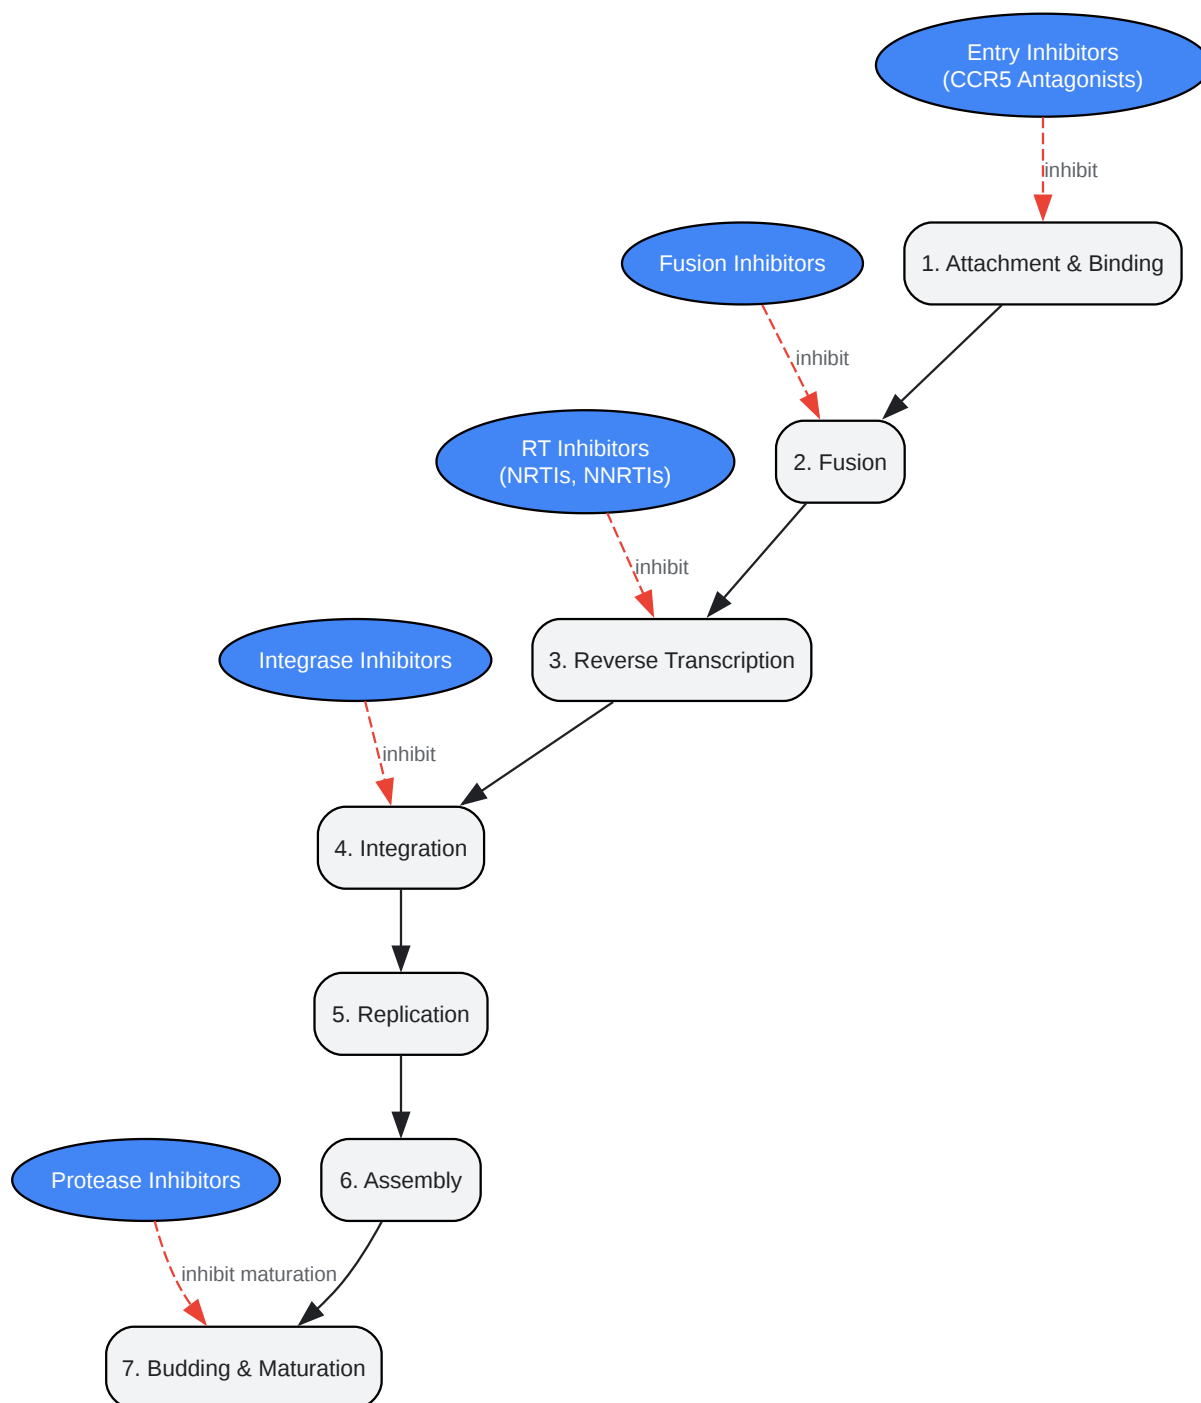 Entry Inhibitors
(CCR5 Antagonists)
inhibit
Fusion Inhibitors
1. Attachment & Binding
inhibit
RT Inhibitors
(NRTIs, NNRTIs)
2. Fusion
inhibit
Integrase Inhibitors
3. Reverse Transcription
inhibit
4. Integration
5. Replication
Protease Inhibitors
6. Assembly
inhibit maturation
7. Budding & Maturation